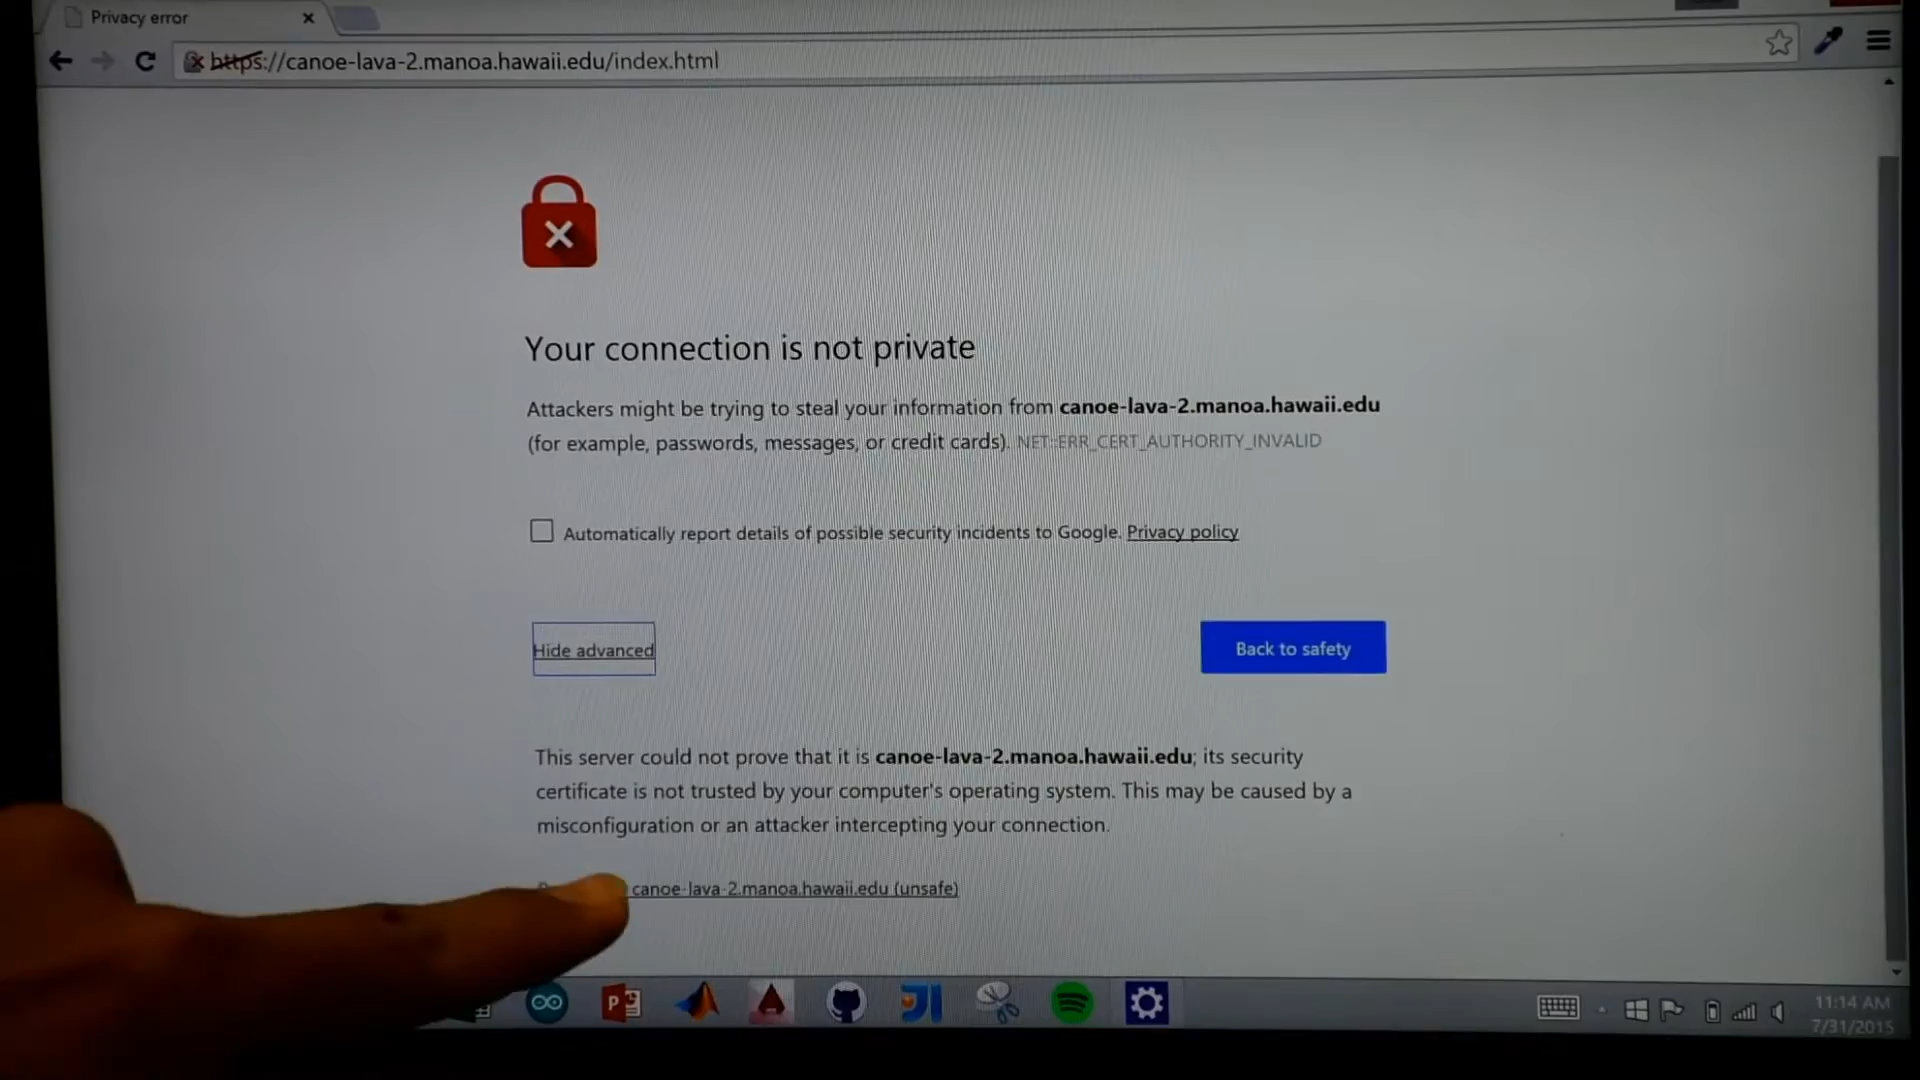 Privacy error
https://canoe-lava-2.manoa.hawaii.edu/index.html
Your connection is not private
Attackers might be trying to steal your information from canoe-lava-2.manoa.hawaii.edu
(for example, passwords, messages, or credit cards). NET::ERR_CERT_AUTHORITY_INVALID
Automatically report details of possible security incidents to Google. Privacy policy
Hide advanced
Back to safety
This server could not prove that it is canoe-lava-2.manoa.hawaii.edu; its security
certificate is not trusted by your computer's operating system. This may be caused by a
misconfiguration or an attacker intercepting your connection.
canoe-lava-2.manoa.hawaii.edu (unsafe)
11:14 AM
7/31/2015